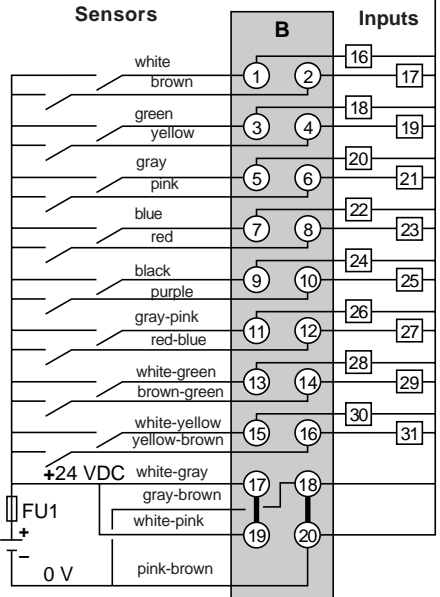 Sensors B Inputs
white 16
brown 1 2 17
green 18
yellow 3 4 19
gray 20
pink 5 6 21
blue 22
red 7 8 23
black 24
purple 9 10 25
gray-pink 26
red-blue 11 12 27
white-green 28
brown-green 13 14 29
white-yellow 30
yellow-brown 15 16 31
+24 VDC white-gray 17 18
gray-brown
FU1 white-pink 19 20
+
–
0 V pink-brown